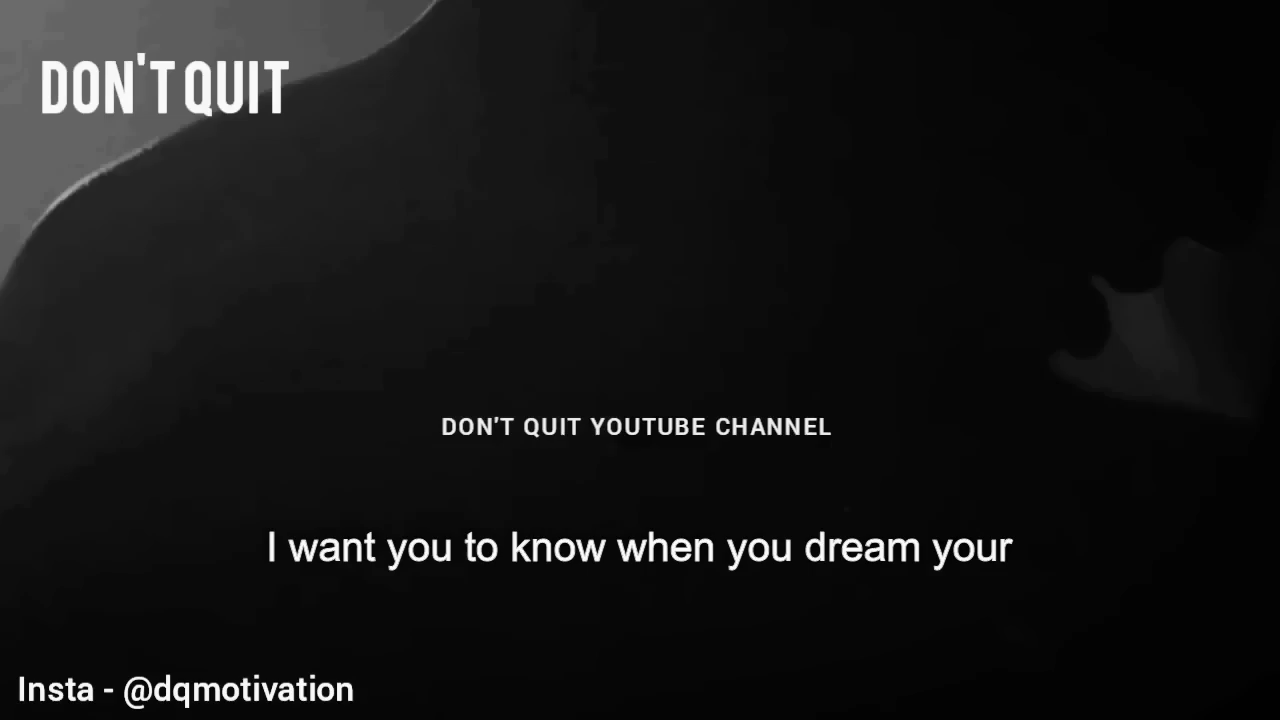 DON'T QUIT
DON'T QUIT YOUTUBE CHANNEL
I want you to know when you dream your
Insta - @dqmotivation